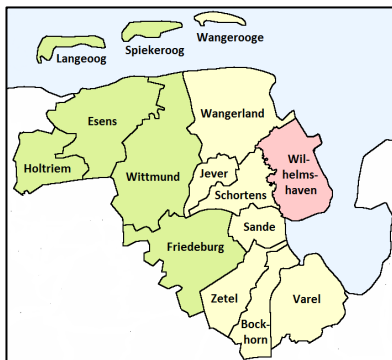 Wangerooge
Spiekeroog
Langeoog
Wangerland
Esens
Wil-
helms-
haven
Holtriem
Wittmund
Jever
Schortens
Sande
Friedeburg
Zetel
Varel
Bock-
horn